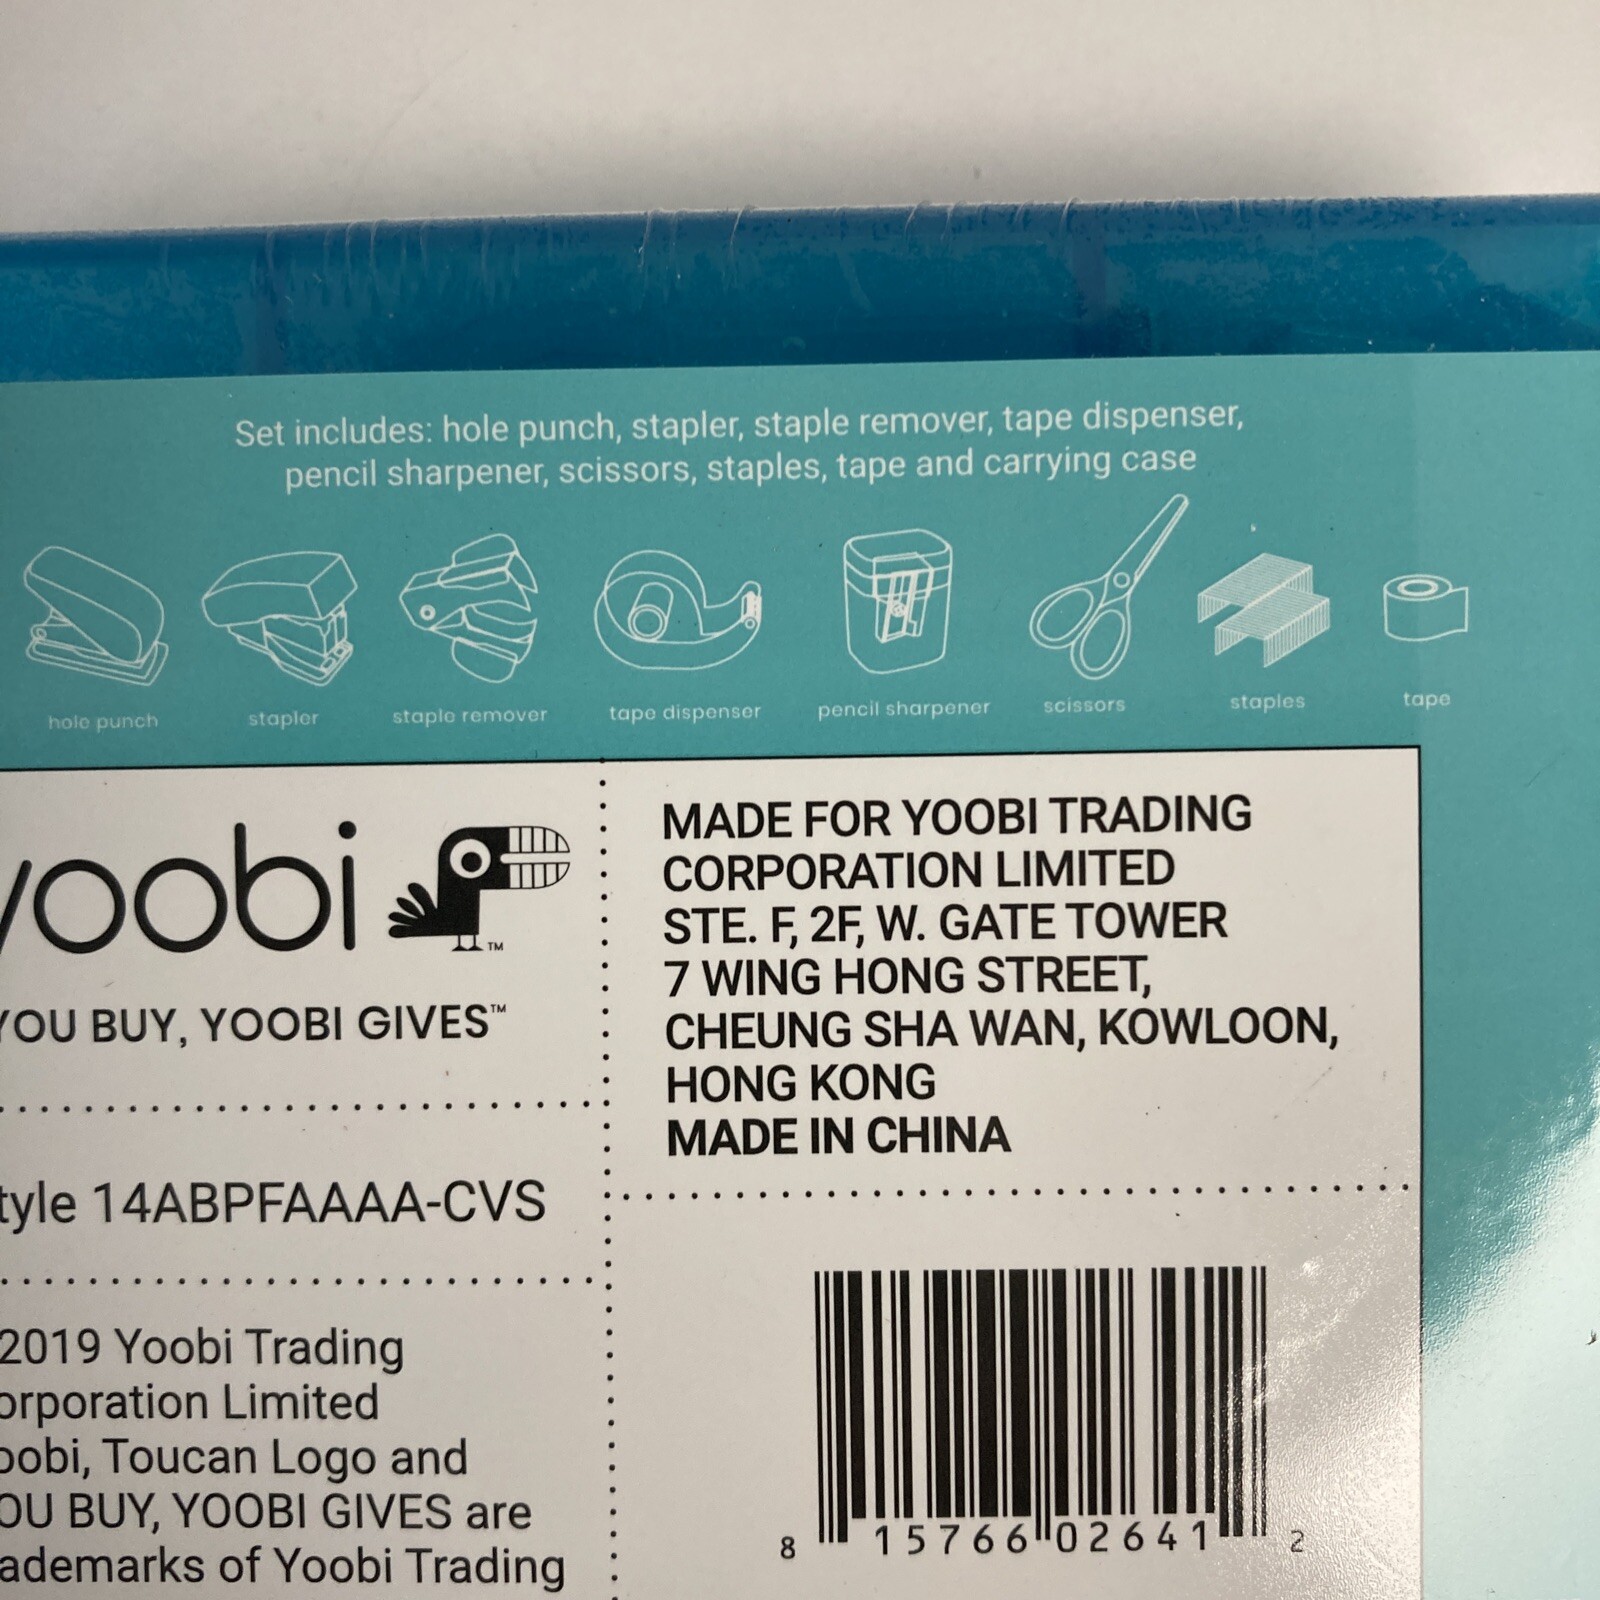 Set includes: hole punch, stapler, staple remover, tape dispenser,
pencil sharpener, scissors, staples, tape and carrying case
hole punch stapler staple remover tape dispenser pencil sharpener scissors staples tape
yoobi ™
YOU BUY, YOOBI GIVES™
tyle 14ABPFAAAA-CVS
2019 Yoobi Trading
orporation Limited
oobi, Toucan Logo and
OU BUY, YOOBI GIVES are
ademarks of Yoobi Trading
MADE FOR YOOBI TRADING
CORPORATION LIMITED
STE. F, 2F, W. GATE TOWER
7 WING HONG STREET,
CHEUNG SHA WAN, KOWLOON,
HONG KONG
MADE IN CHINA
8 15766 02641 2